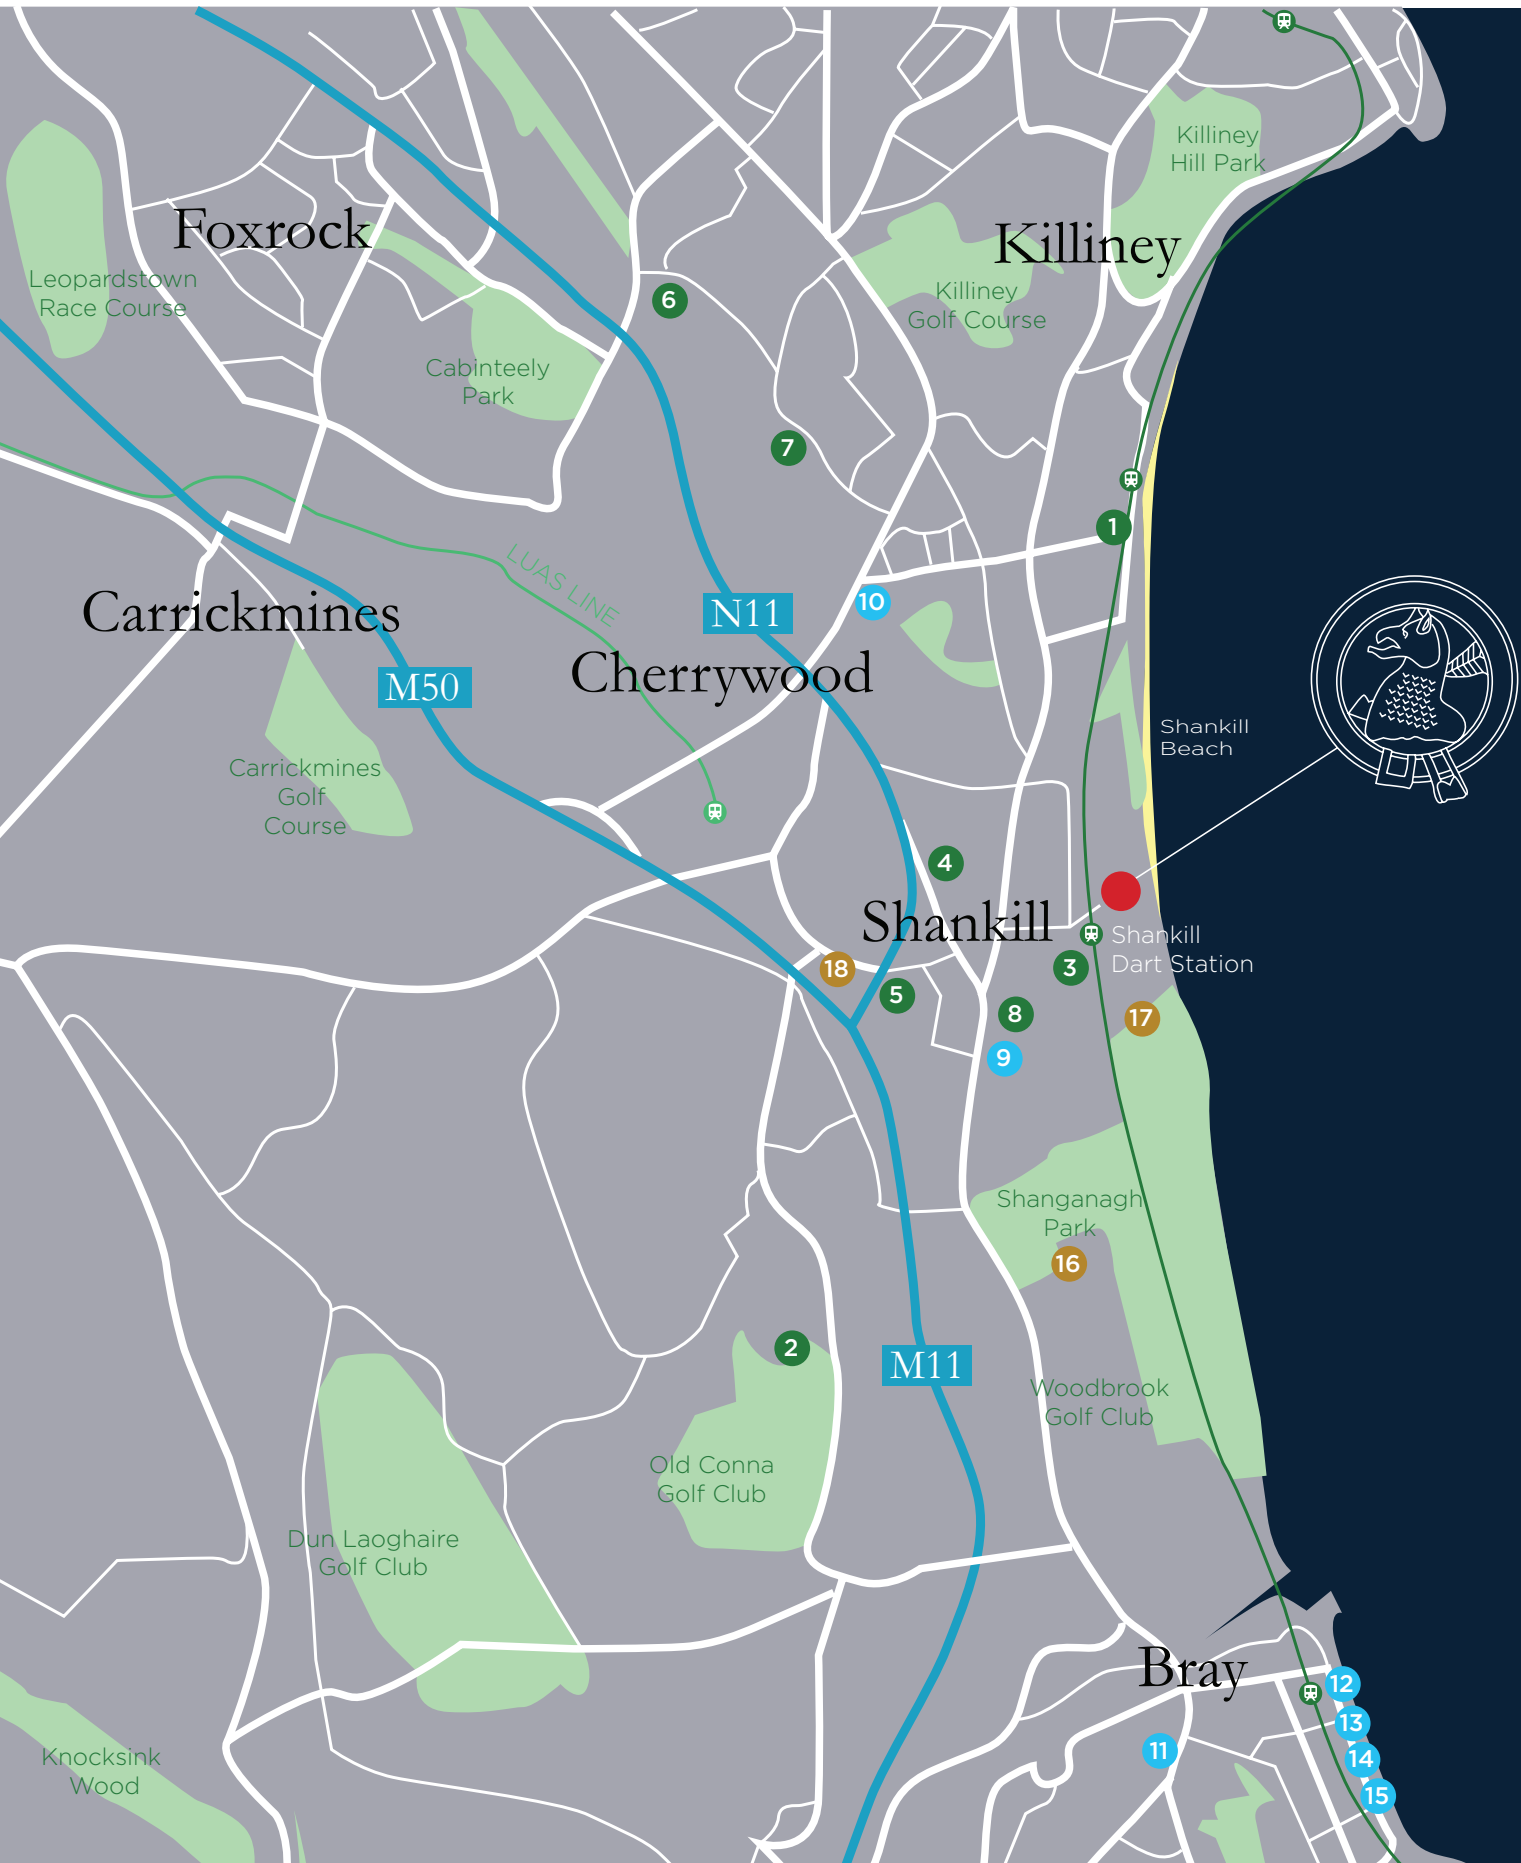 Killiney
Hill Park
Foxrock
Killiney
Leopardstown
Race Course
6
Killiney
Golf Course
Cabinteely
Park
7
1
LUAS LINE
10
N11
Carrickmines
Cherrywood
M50
Shankill
Beach
Carrickmines
Golf
Course
4
Shankill
Shankill
Dart Station
18
3
5
8
17
9
Shanganagh
Park
16
2
M11
Woodbrook
Golf Club
Old Conna
Golf Club
Dun Laoghaire
Golf Club
Bray
12
13
11
14
Knocksink
Wood
15